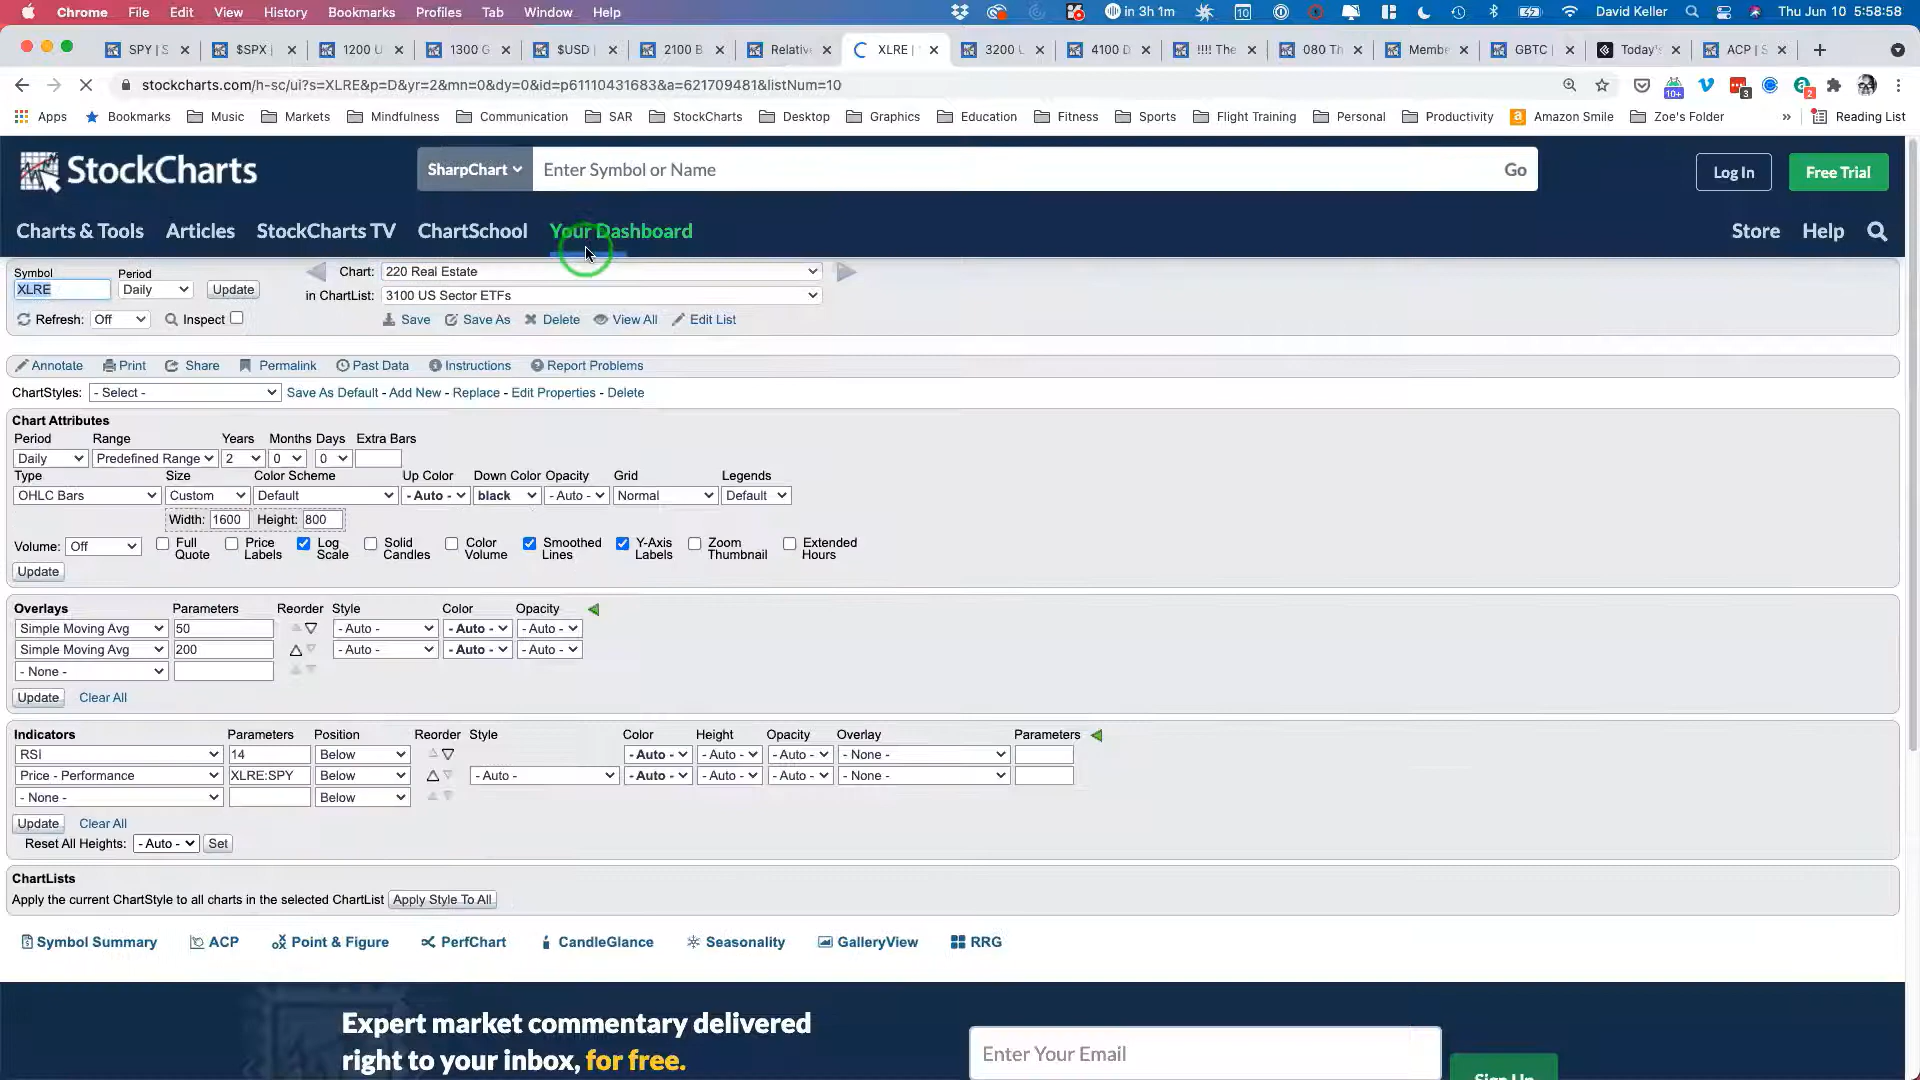 Chrome File Edit View History Bookmarks Profiles Tab Window Help in 3h 1m 10 David Keller Thu Jun 10 5:58:58
SPY | S $SPX | 1200 U 1300 G $USD | 2100 B Relative XLRE | 3200 U 4100 D !!!! The 080 Th Membe GBTC | Today's ACP | S
stockcharts.com/h-sc/ui?s=XLRE&p=D&yr=2&mn=0&dy=0&id=p61110431683&a=621709481&listNum=10 10+ 3 2
Apps Bookmarks Music Markets Mindfulness Communication SAR StockCharts Desktop Graphics Education Fitness Sports Flight Training Personal Productivity Amazon Smile Zoe's Folder » Reading List
StockCharts SharpChart Enter Symbol or Name Go Log In Free Trial
Charts & Tools Articles StockCharts TV ChartSchool Your Dashboard Store Help
Symbol Period Chart: 220 Real Estate
XLRE Daily Update in ChartList: 3100 US Sector ETFs
Refresh: Off Inspect Save Save As Delete View All Edit List
Annotate Print Share Permalink Past Data Instructions Report Problems
ChartStyles: - Select - Save As Default - Add New - Replace - Edit Properties - Delete
Chart Attributes
Period Range Years Months Days Extra Bars
Daily Predefined Range 2 0 0
Type Size Color Scheme Up Color Down Color Opacity Grid Legends
OHLC Bars Custom Default - Auto - black - Auto - Normal Default
Width: 1600 Height: 800
Volume: Off Full Quote Price Labels Log Scale Solid Candles Color Volume Smoothed Lines Y-Axis Labels Zoom Thumbnail Extended Hours
Update
Overlays Parameters Reorder Style Color Opacity
Simple Moving Avg 50 - Auto - - Auto - - Auto -
Simple Moving Avg 200 - Auto - - Auto - - Auto -
- None -
Update Clear All
Indicators Parameters Position Reorder Style Color Height Opacity Overlay Parameters
RSI 14 Below - Auto - - Auto - - Auto - - None -
Price - Performance XLRE:SPY Below - Auto - - Auto - - Auto - - Auto - - None -
- None - Below
Update Clear All
Reset All Heights: - Auto - Set
ChartLists
Apply the current ChartStyle to all charts in the selected ChartList Apply Style To All
Symbol Summary ACP Point & Figure PerfChart CandleGlance Seasonality GalleryView RRG
Expert market commentary delivered
right to your inbox, for free.
Enter Your Email
Sign Up